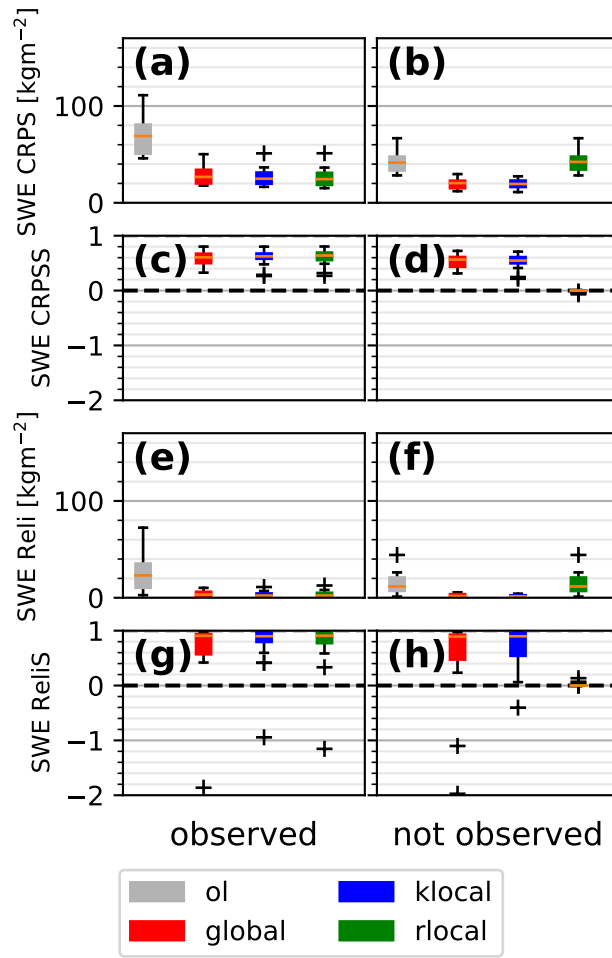 SWE CRPS [kgm−2]
100
0
(a)
(b)
SWE CRPSS
1
0
−1
−2
(c)
(d)
SWE Reli [kgm−2]
100
0
(e)
(f)
SWE ReliS
1
0
−1
−2
(g)
(h)
observed
not observed
ol
klocal
global
rlocal